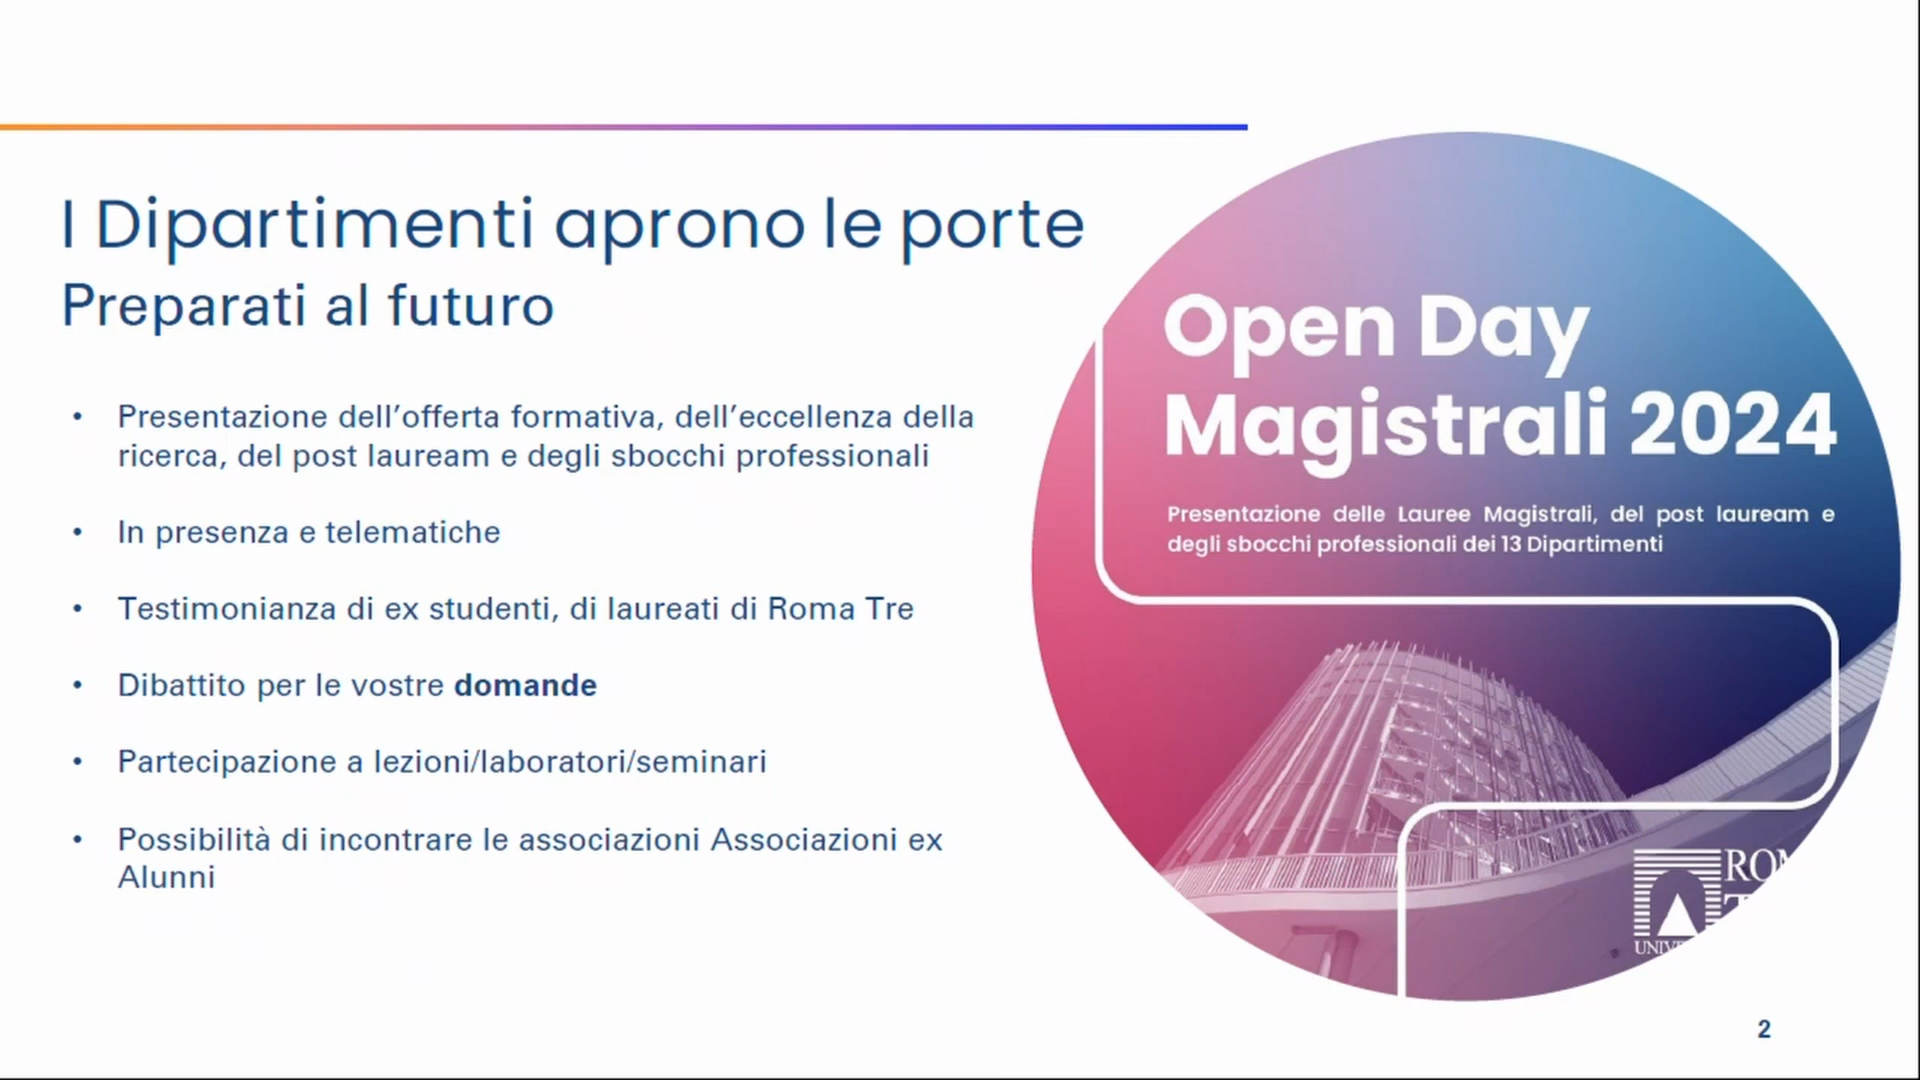 I Dipartimenti aprono le porte
Preparati al futuro
• Presentazione dell’offerta formativa, dell’eccellenza della
ricerca, del post lauream e degli sbocchi professionali
• In presenza e telematiche
• Testimonianza di ex studenti, di laureati di Roma Tre
• Dibattito per le vostre domande
• Partecipazione a lezioni/laboratori/seminari
• Possibilità di incontrare le associazioni Associazioni ex
Alunni
Open Day
Magistrali 2024
Presentazione delle Lauree Magistrali, del post lauream e
degli sbocchi professionali dei 13 Dipartimenti
2